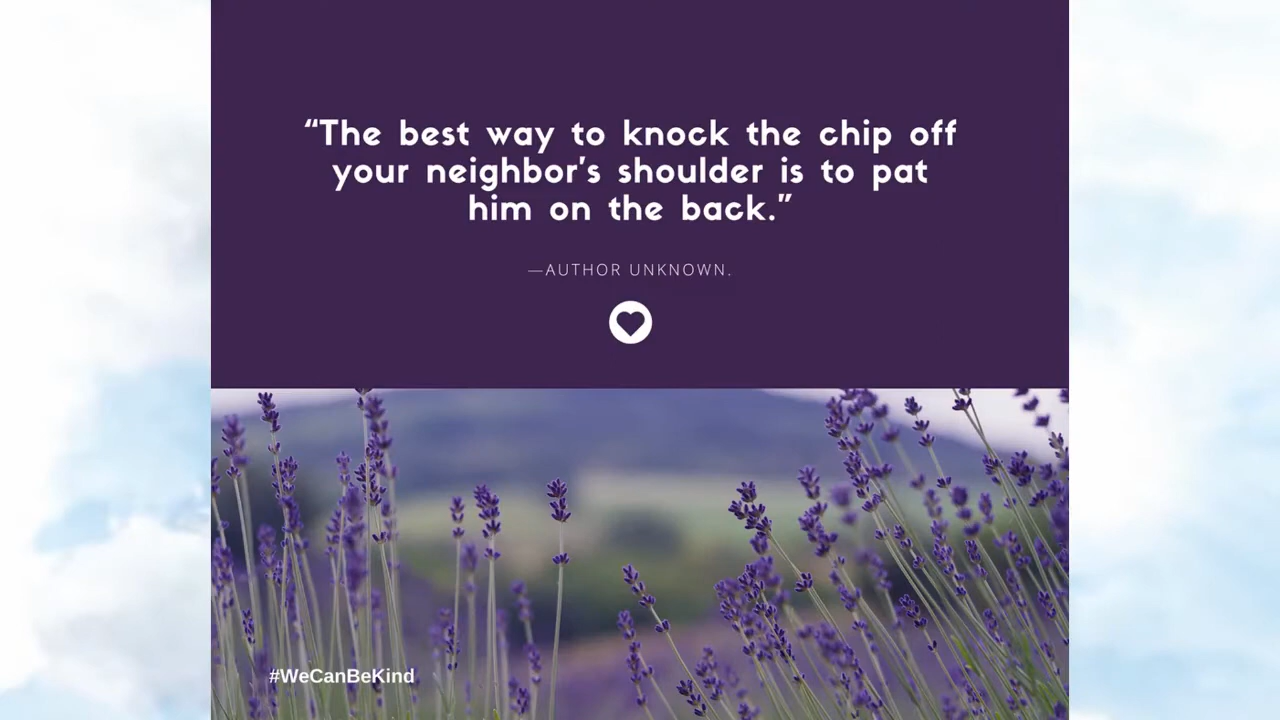 “The best way to knock the chip off
your neighbor’s shoulder is to pat
him on the back.”
—AUTHOR UNKNOWN.
#WeCanBeKind